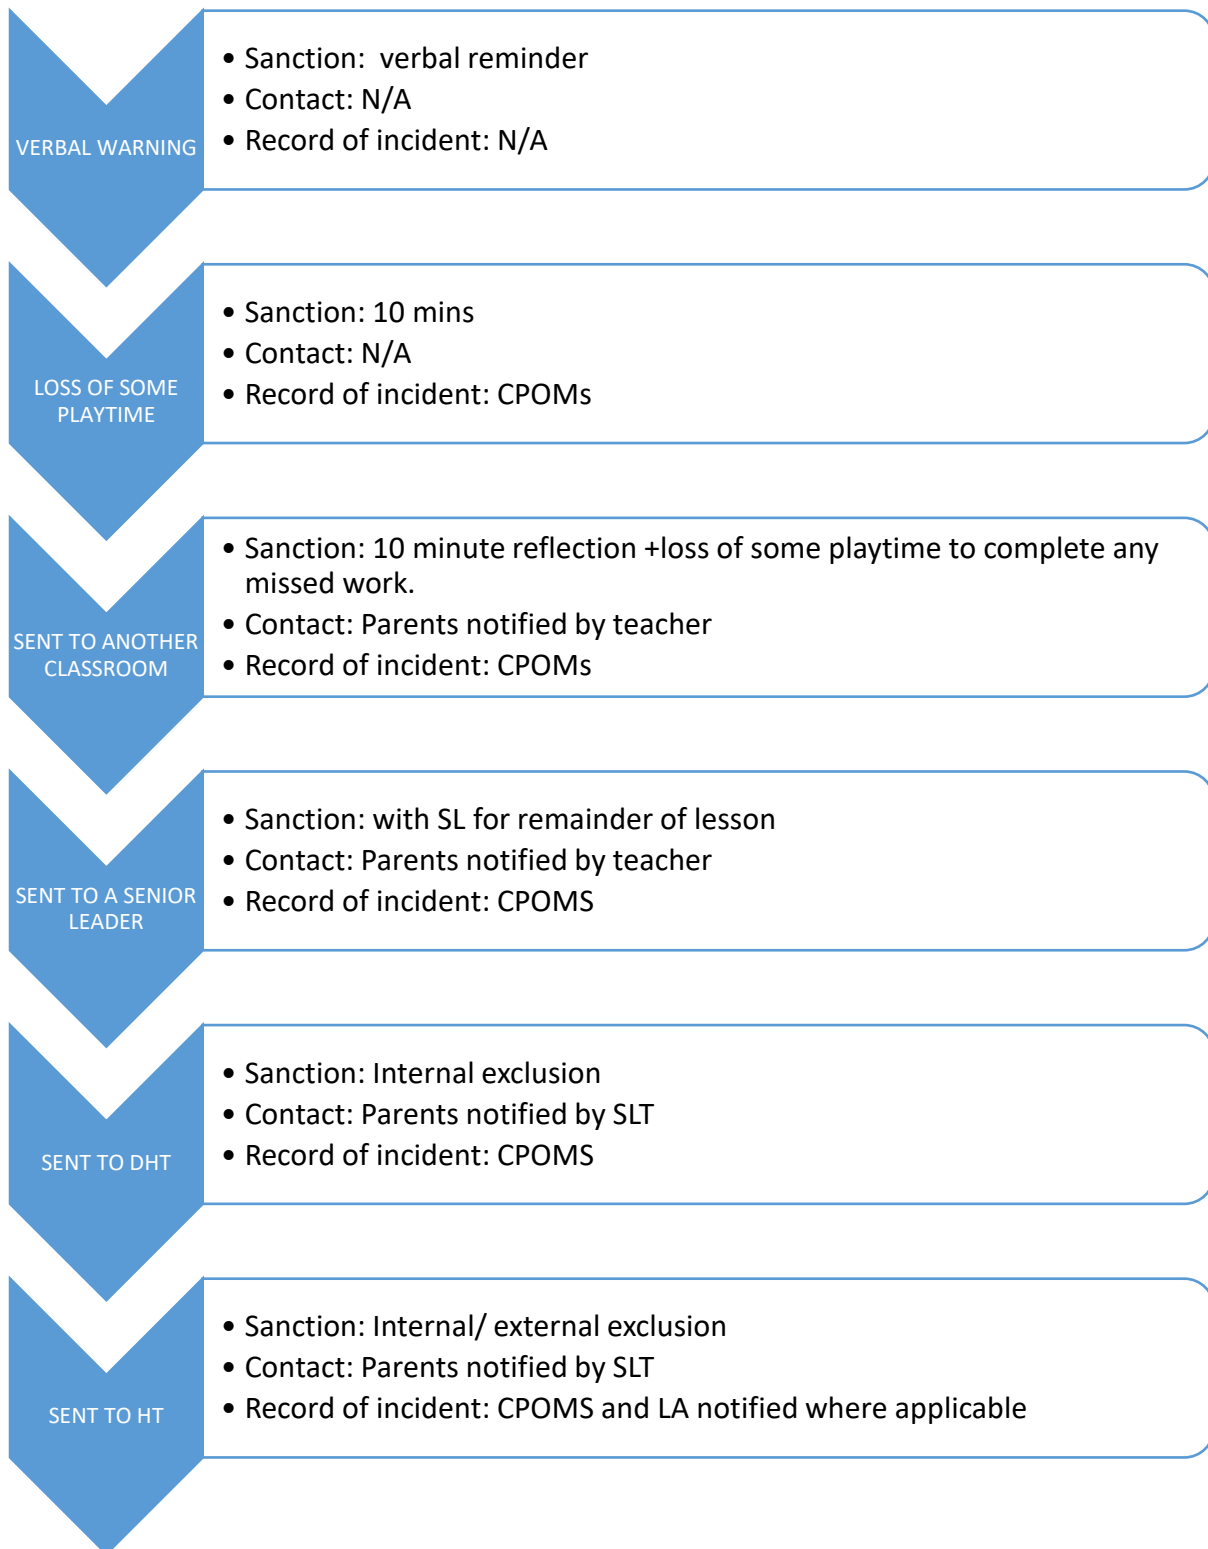 VERBAL WARNING
• Sanction:  verbal reminder
• Contact: N/A
• Record of incident: N/A
LOSS OF SOME
PLAYTIME
• Sanction: 10 mins
• Contact: N/A
• Record of incident: CPOMs
SENT TO ANOTHER
CLASSROOM
• Sanction: 10 minute reflection +loss of some playtime to complete any
missed work.
• Contact: Parents notified by teacher
• Record of incident: CPOMs
SENT TO A SENIOR
LEADER
• Sanction: with SL for remainder of lesson
• Contact: Parents notified by teacher
• Record of incident: CPOMS
SENT TO DHT
• Sanction: Internal exclusion
• Contact: Parents notified by SLT
• Record of incident: CPOMS
SENT TO HT
• Sanction: Internal/ external exclusion
• Contact: Parents notified by SLT
• Record of incident: CPOMS and LA notified where applicable